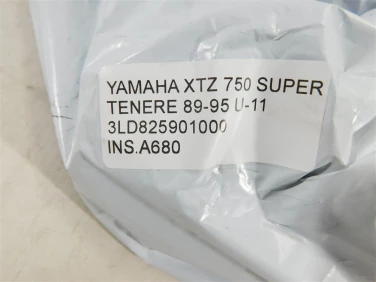 YAMAHA XTZ 750 SUPER
TENERE 89-95 U-11
3LD825901000
INS.A680